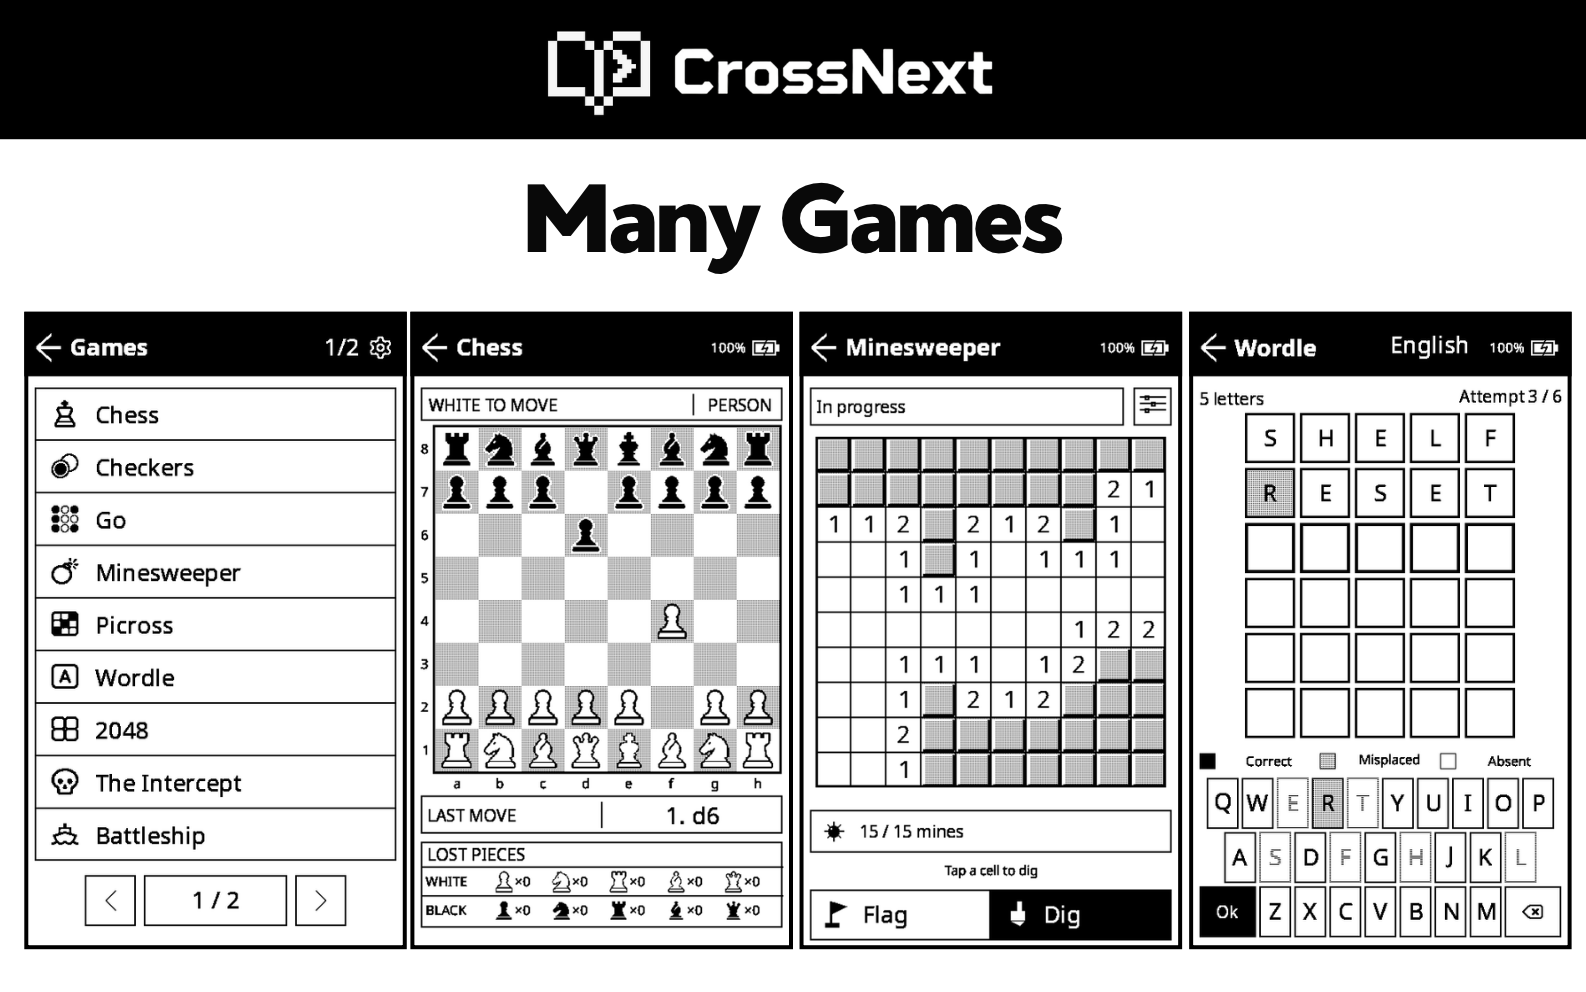 CrossNext
Many Games
Games 1/2
Chess
Checkers
Go
Minesweeper
Picross
A Wordle
2048
The Intercept
Battleship
< 1 / 2 >
Chess 100%
WHITE TO MOVE | PERSON
8
7
6
5
4
3
2
1
a b c d e f g h
LAST MOVE | 1. d6
LOST PIECES
WHITE ×0 ×0 ×0 ×0 ×0
BLACK ×0 ×0 ×0 ×0 ×0
Minesweeper 100%
In progress
2 1
1 1 2 2 1 2 1
1 1 1 1 1
1 1 1
1 2 2
1 1 1 1 2
1 2 1 2
2
1
15 / 15 mines
Tap a cell to dig
Flag Dig
Wordle English 100%
5 letters Attempt 3 / 6
S H E L F
R E S E T
Correct Misplaced Absent
Q W E R T Y U I O P
A S D F G H J K L
Ok Z X C V B N M